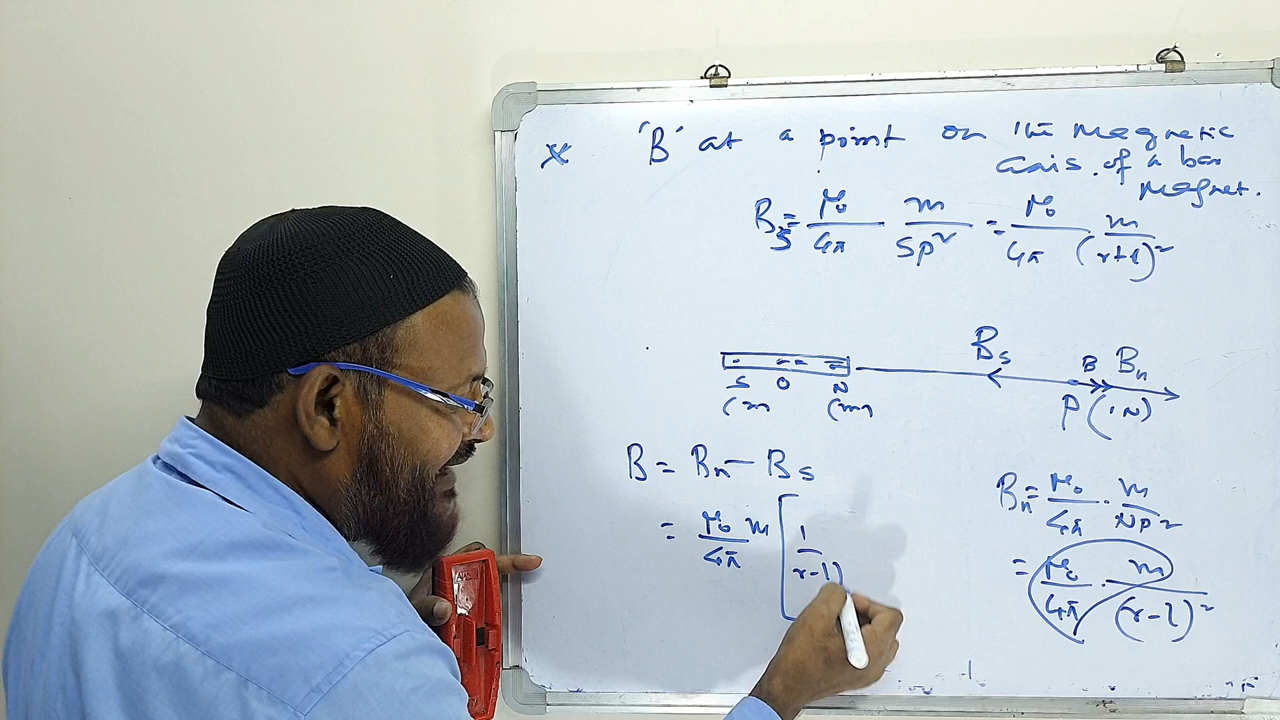 * 'B' at a point on the Magnetic
axis of a bar
Magnet.
B_S = μ₀/4π m/SP² = μ₀/4π · m/(r+l)²
B_S
B B_n
S O N
(m) (m)
P (1N)
B = B_n − B_S
= μ₀/4π m [ 1/(r−l)
B_n = μ₀/4π · m/NP²
= μ₀/4π · m/(r−l)²